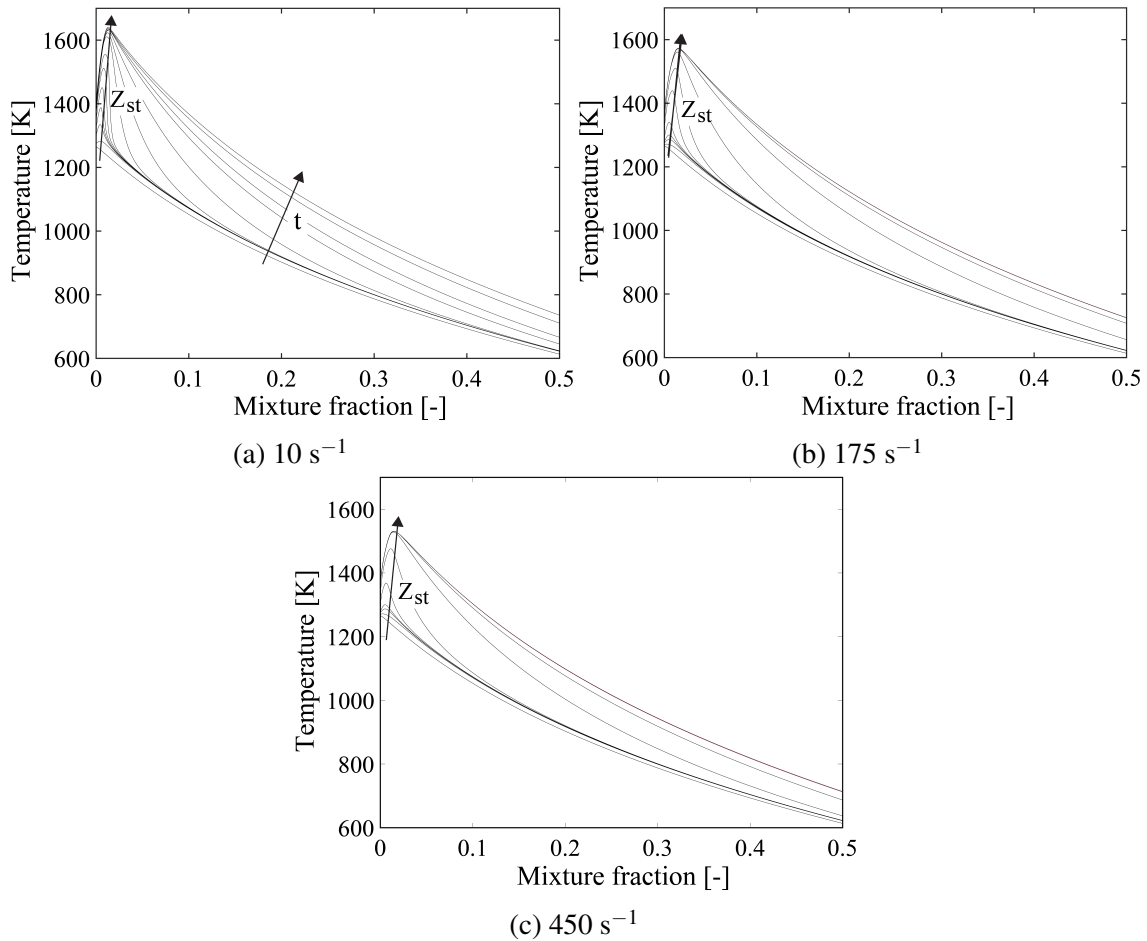 1600
1400
1200
1000
800
600
Temperature [K]
Z_st
t
0 0.1 0.2 0.3 0.4 0.5
Mixture fraction [-]
(a) 10 s⁻¹
1600
1400
1200
1000
800
600
Temperature [K]
Z_st
0 0.1 0.2 0.3 0.4 0.5
Mixture fraction [-]
(b) 175 s⁻¹
1600
1400
1200
1000
800
600
Temperature [K]
Z_st
0 0.1 0.2 0.3 0.4 0.5
Mixture fraction [-]
(c) 450 s⁻¹